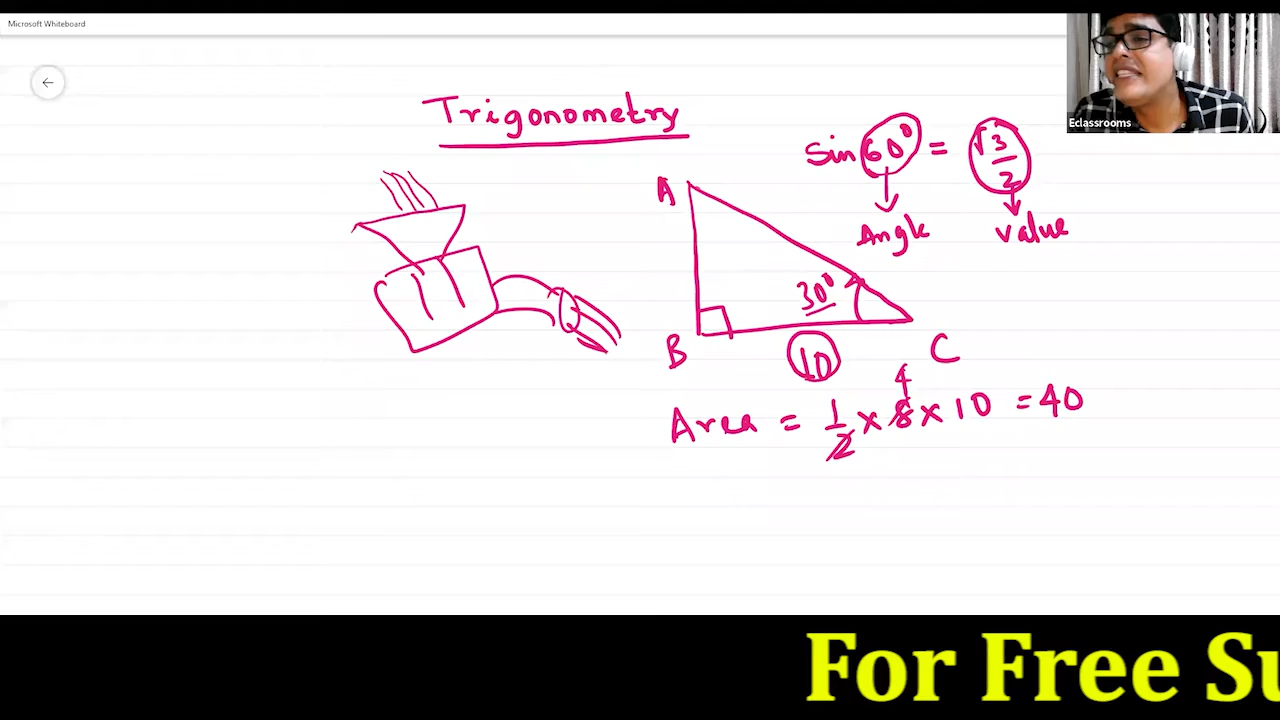 Microsoft Whiteboard
Eclassrooms
Trigonometry
Sin 60° = √3/2
Angle
Value
A
30°
B
10
C
4
Area = 1/2 × 8 × 10 = 40
For Free Su